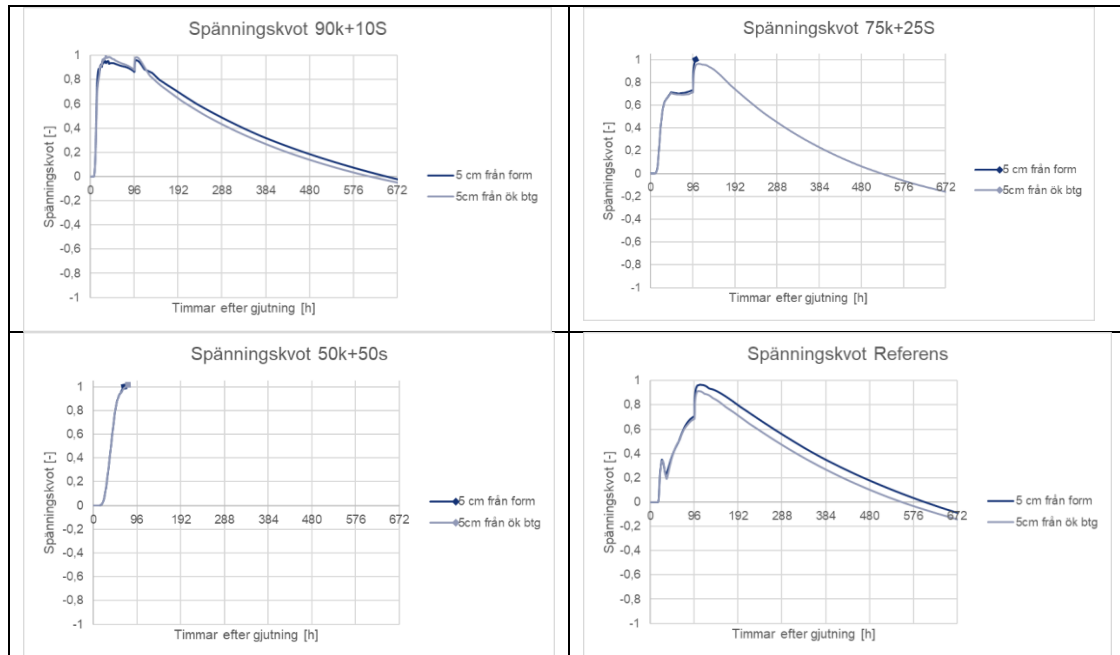 Spänningskvot 90k+10S
Spänningskvot [-]
1
0,8
0,6
0,4
0,2
0
-0,2
-0,4
-0,6
-0,8
-1
0 96 192 288 384 480 576 672
Timmar efter gjutning [h]
5 cm från form
5cm från ök btg
Spänningskvot 75k+25S
Spänningskvot [-]
1
0,8
0,6
0,4
0,2
0
-0,2
-0,4
-0,6
-0,8
-1
0 96 192 288 384 480 576 672
Timmar efter gjutning [h]
5 cm från form
5cm från ök btg
Spänningskvot 50k+50s
Spänningskvot [-]
1
0,8
0,6
0,4
0,2
0
-0,2
-0,4
-0,6
-0,8
-1
0 96 192 288 384 480 576 672
Timmar efter gjutning [h]
5 cm från form
5cm från ök btg
Spänningskvot Referens
Spänningskvot [-]
1
0,8
0,6
0,4
0,2
0
-0,2
-0,4
-0,6
-0,8
-1
0 96 192 288 384 480 576 672
Timmar efter gjutning [h]
5 cm från form
5cm från ök btg